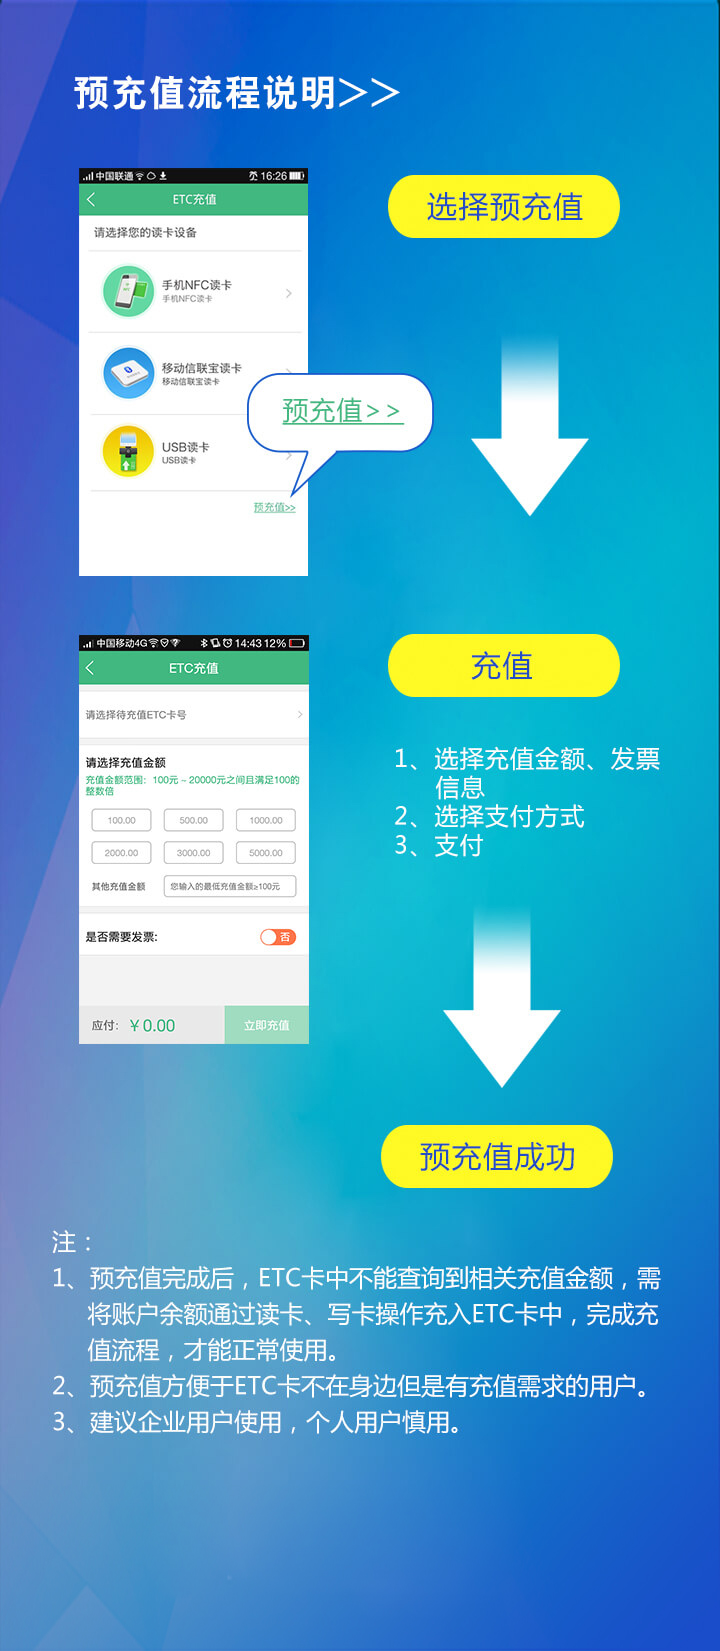 预充值流程说明>>
中国联通 16:26
ETC充值
请选择您的读卡设备
手机NFC读卡
手机NFC读卡
移动信联宝读卡
移动信联宝读卡
USB读卡
USB读卡
预充值>>
预充值>>
选择预充值
中国移动4G 14:43 12%
ETC充值
请选择待充值ETC卡号
请选择充值金额
充值金额范围：100元 ~ 20000元之间且满足100的
整数倍
100.00 500.00 1000.00
2000.00 3000.00 5000.00
其他充值金额 您输入的最低充值金额≥100元
是否需要发票: 否
应付: ￥0.00 立即充值
充值
1、选择充值金额、发票
信息
2、选择支付方式
3、支付
预充值成功
注：
1、预充值完成后，ETC卡中不能查询到相关充值金额，需
将账户余额通过读卡、写卡操作充入ETC卡中，完成充
值流程，才能正常使用。
2、预充值方便于ETC卡不在身边但是有充值需求的用户。
3、建议企业用户使用，个人用户慎用。